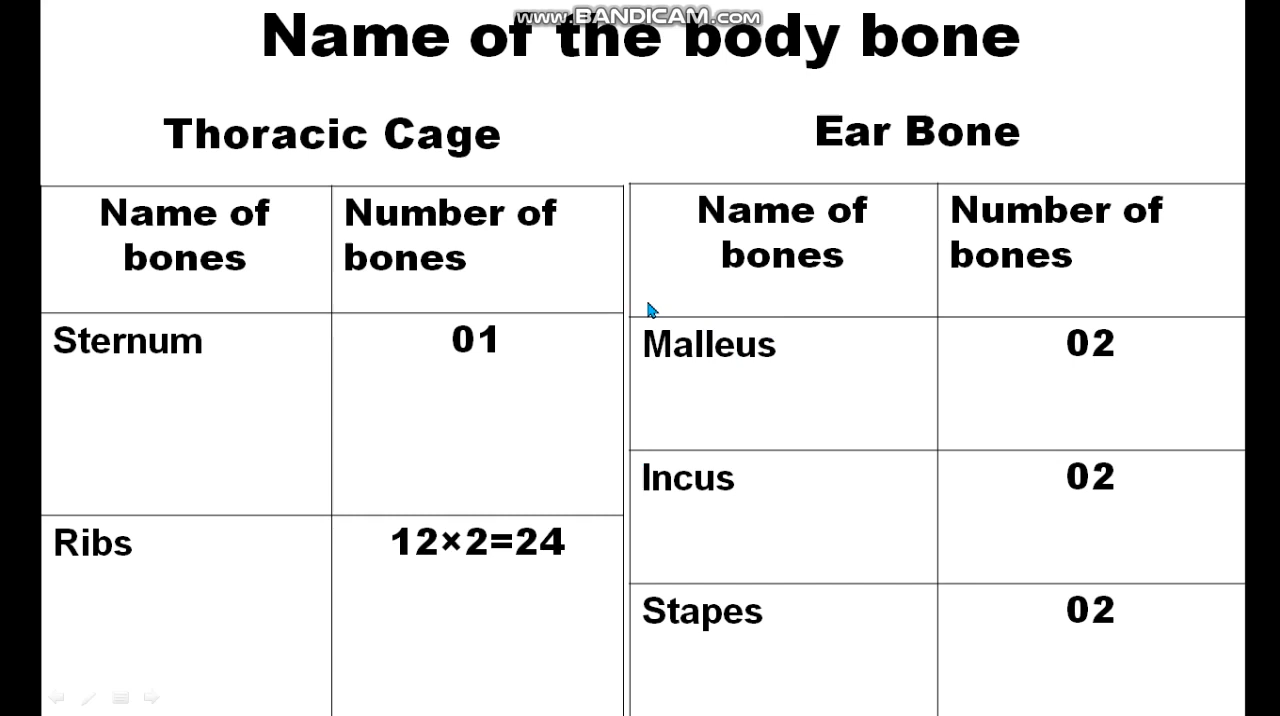 www.BANDICAM.com
Name of the body bone
Thoracic Cage
Name of
bones
Number of
bones
Sternum
01
Ribs
12×2=24
Ear Bone
Name of
bones
Number of
bones
Malleus
02
Incus
02
Stapes
02